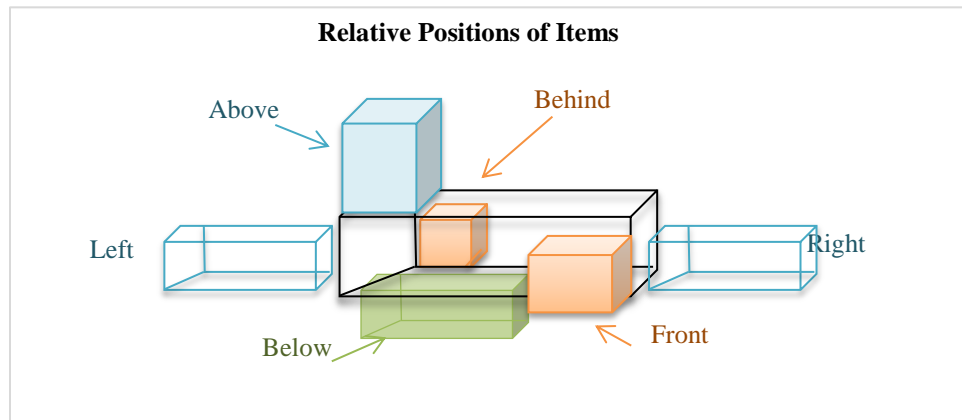 Relative Positions of Items
Above
Behind
Left
Right
Below
Front